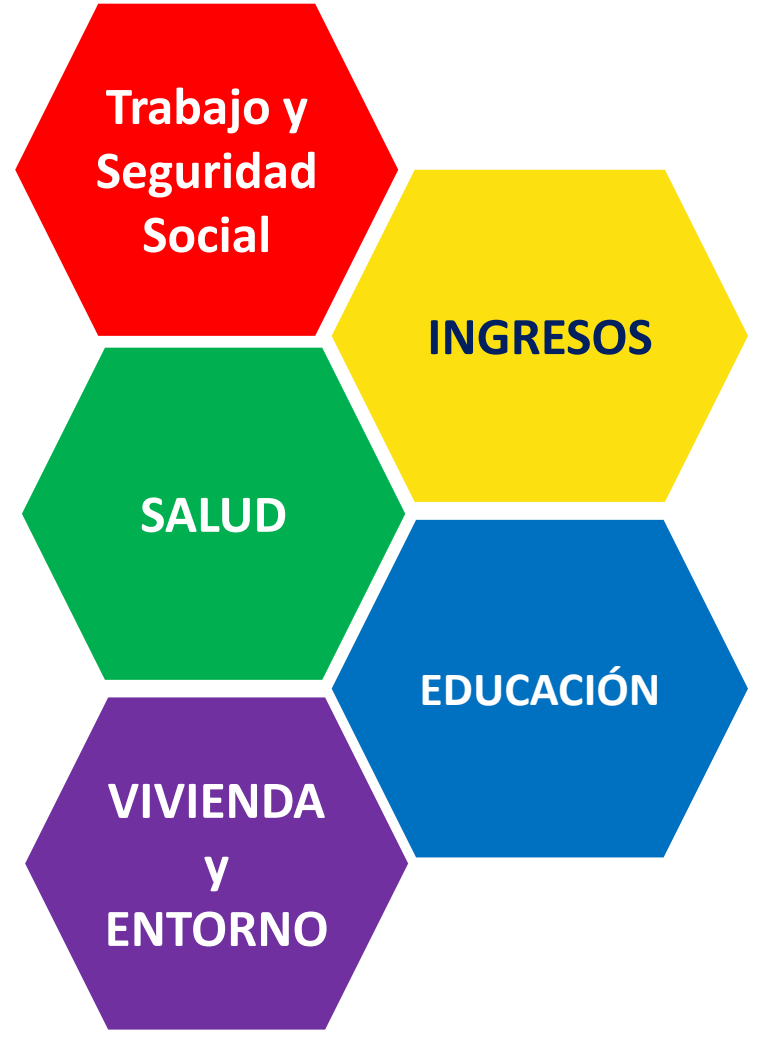 Trabajo y
Seguridad
Social
INGRESOS
SALUD
EDUCACIÓN
VIVIENDA
y
ENTORNO